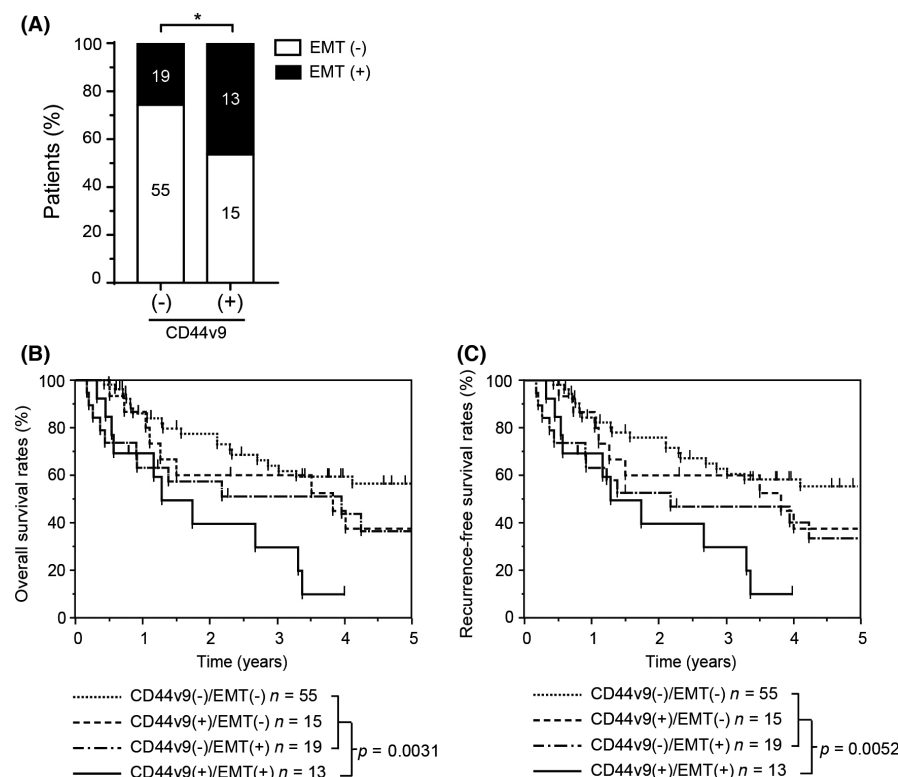 (A)
*
100
80
60
40
20
0
Patients (%)
19
55
13
15
(-)
(+)
CD44v9
EMT (-)
EMT (+)
(B)
100
80
60
40
20
0
Overall survival rates (%)
0 1 2 3 4 5
Time (years)
CD44v9(-)/EMT(-) n = 55
CD44v9(+)/EMT(-) n = 15
CD44v9(-)/EMT(+) n = 19
CD44v9(+)/EMT(+) n = 13
p = 0.0031
(C)
100
80
60
40
20
0
Recurrence-free survival rates (%)
0 1 2 3 4 5
Time (years)
CD44v9(-)/EMT(-) n = 55
CD44v9(+)/EMT(-) n = 15
CD44v9(-)/EMT(+) n = 19
CD44v9(+)/EMT(+) n = 13
p = 0.0052